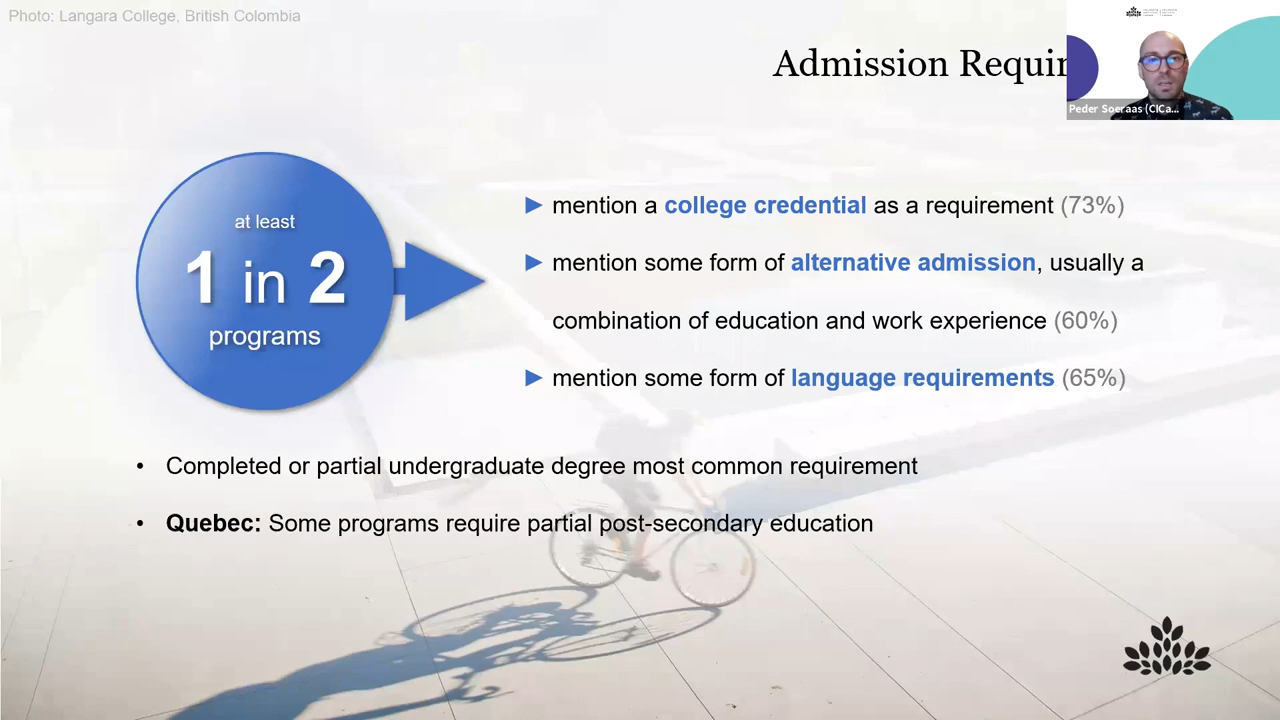 Photo: Langara College, British Colombia
Admission Requir
Peder Soeraas (CICa...
at least
1 in 2
programs
► mention a college credential as a requirement (73%)
► mention some form of alternative admission, usually a
combination of education and work experience (60%)
► mention some form of language requirements (65%)
• Completed or partial undergraduate degree most common requirement
• Quebec: Some programs require partial post-secondary education